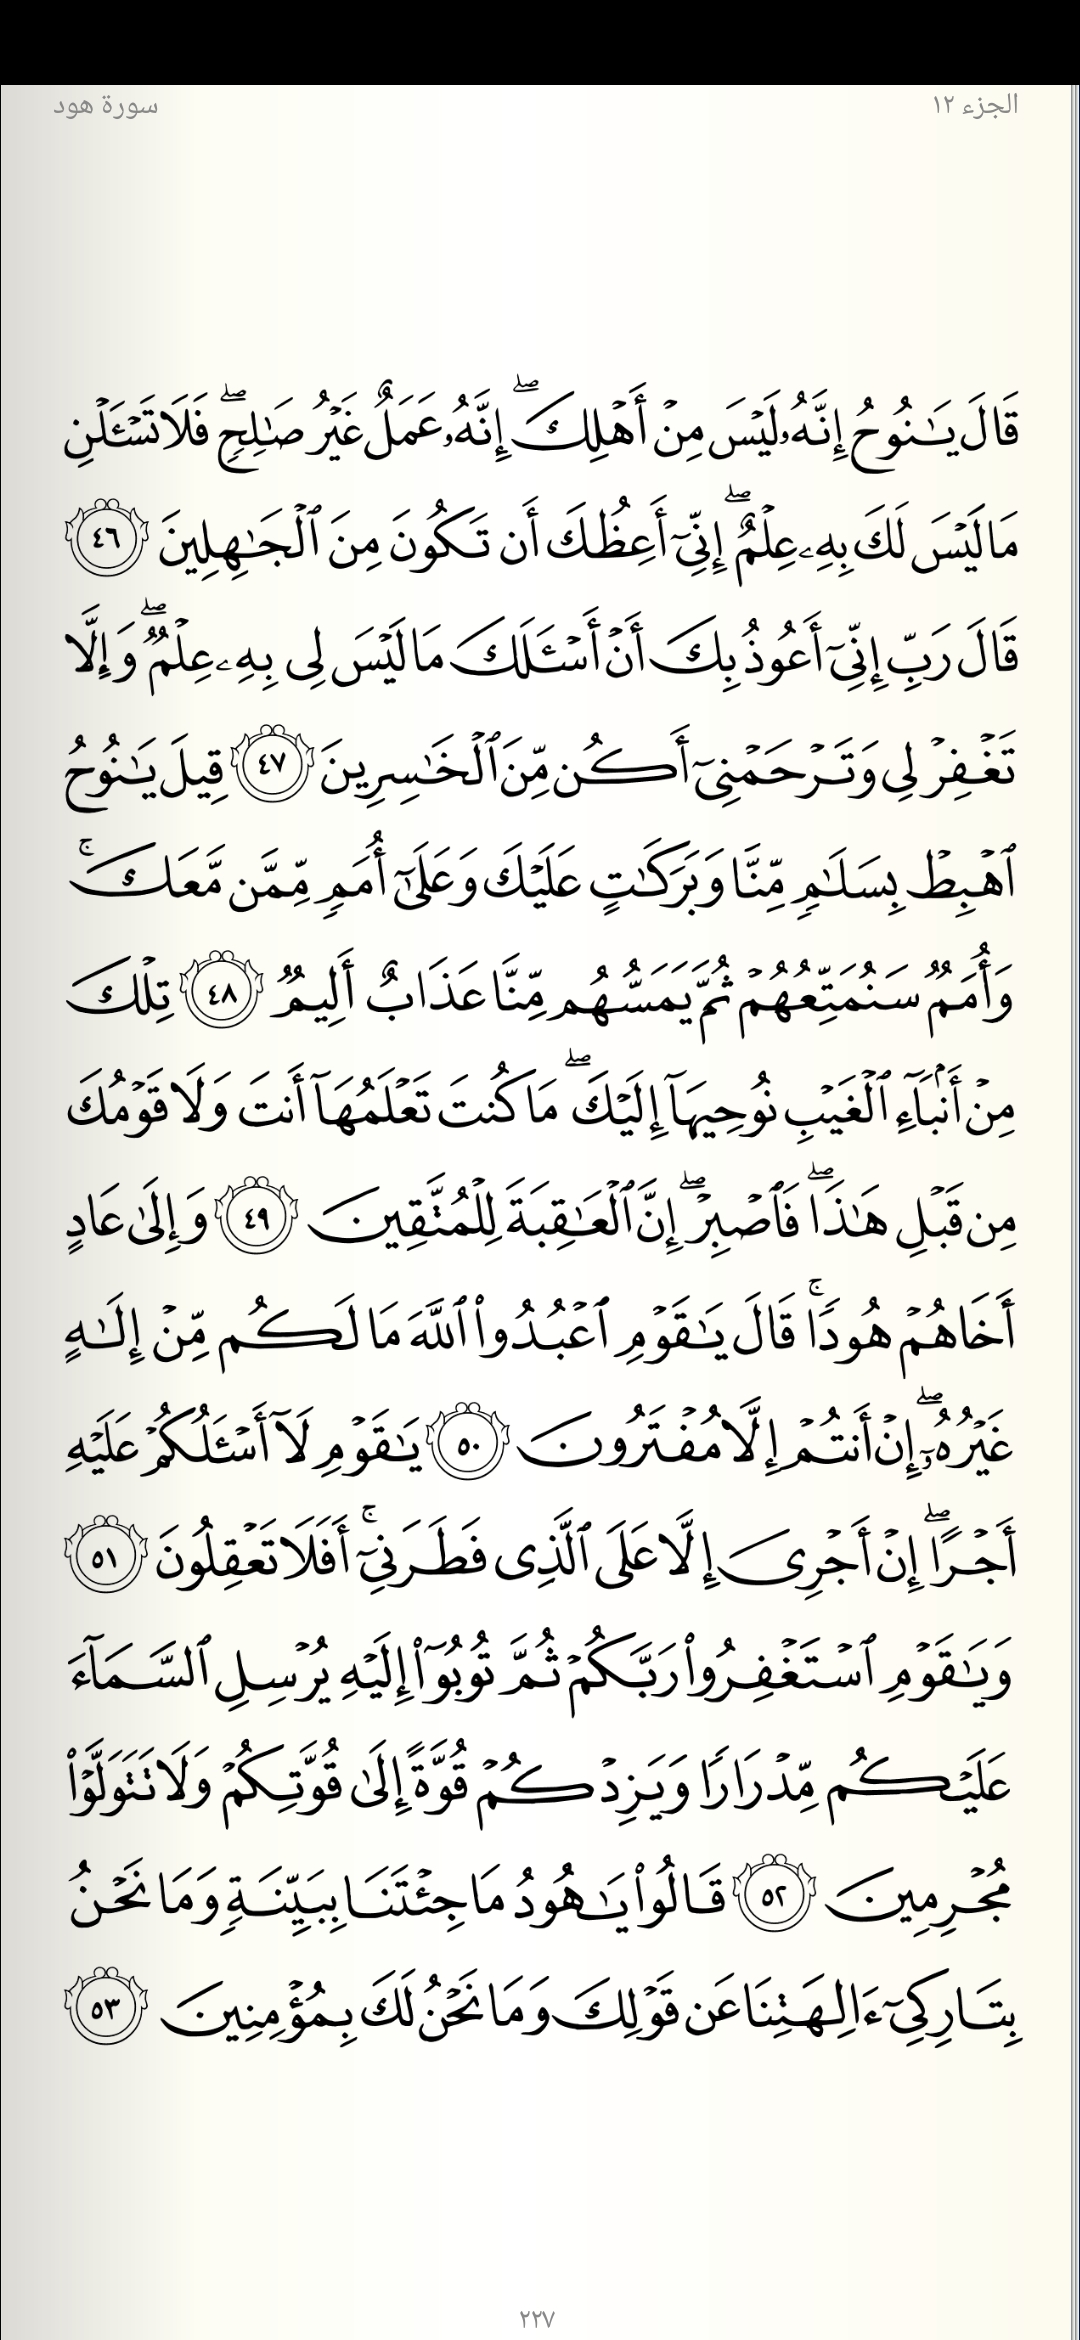 الجزء ١٢
سورة هود
قَالَ يَٰنُوحُ إِنَّهُۥ لَيْسَ مِنْ أَهْلِكَ ۖ إِنَّهُۥ عَمَلٌ غَيْرُ صَٰلِحٍ ۖ فَلَا تَسْـَٔلْنِ
مَا لَيْسَ لَكَ بِهِۦ عِلْمٌ ۖ إِنِّىٓ أَعِظُكَ أَن تَكُونَ مِنَ ٱلْجَٰهِلِينَ ٤٦
قَالَ رَبِّ إِنِّىٓ أَعُوذُ بِكَ أَنْ أَسْـَٔلَكَ مَا لَيْسَ لِى بِهِۦ عِلْمٌ ۖ وَإِلَّا
تَغْفِرْ لِى وَتَرْحَمْنِىٓ أَكُن مِّنَ ٱلْخَٰسِرِينَ ٤٧ قِيلَ يَٰنُوحُ
ٱهْبِطْ بِسَلَٰمٍ مِّنَّا وَبَرَكَٰتٍ عَلَيْكَ وَعَلَىٰٓ أُمَمٍ مِّمَّن مَّعَكَ ۚ
وَأُمَمٌ سَنُمَتِّعُهُمْ ثُمَّ يَمَسُّهُم مِّنَّا عَذَابٌ أَلِيمٌ ٤٨ تِلْكَ
مِنْ أَنۢبَآءِ ٱلْغَيْبِ نُوحِيهَآ إِلَيْكَ ۖ مَا كُنتَ تَعْلَمُهَآ أَنتَ وَلَا قَوْمُكَ
مِن قَبْلِ هَٰذَا ۖ فَٱصْبِرْ ۖ إِنَّ ٱلْعَٰقِبَةَ لِلْمُتَّقِينَ ٤٩ وَإِلَىٰ عَادٍ
أَخَاهُمْ هُودًا ۚ قَالَ يَٰقَوْمِ ٱعْبُدُوا۟ ٱللَّهَ مَا لَكُم مِّنْ إِلَٰهٍ
غَيْرُهُۥٓ ۖ إِنْ أَنتُمْ إِلَّا مُفْتَرُونَ ٥٠ يَٰقَوْمِ لَآ أَسْـَٔلُكُمْ عَلَيْهِ
أَجْرًا ۖ إِنْ أَجْرِىَ إِلَّا عَلَى ٱلَّذِى فَطَرَنِىٓ ۚ أَفَلَا تَعْقِلُونَ ٥١
وَيَٰقَوْمِ ٱسْتَغْفِرُوا۟ رَبَّكُمْ ثُمَّ تُوبُوٓا۟ إِلَيْهِ يُرْسِلِ ٱلسَّمَآءَ
عَلَيْكُم مِّدْرَارًا وَيَزِدْكُمْ قُوَّةً إِلَىٰ قُوَّتِكُمْ وَلَا تَتَوَلَّوْا۟
مُجْرِمِينَ ٥٢ قَالُوا۟ يَٰهُودُ مَا جِئْتَنَا بِبَيِّنَةٍ وَمَا نَحْنُ
بِتَارِكِىٓ ءَالِهَتِنَا عَن قَوْلِكَ وَمَا نَحْنُ لَكَ بِمُؤْمِنِينَ ٥٣
٢٢٧